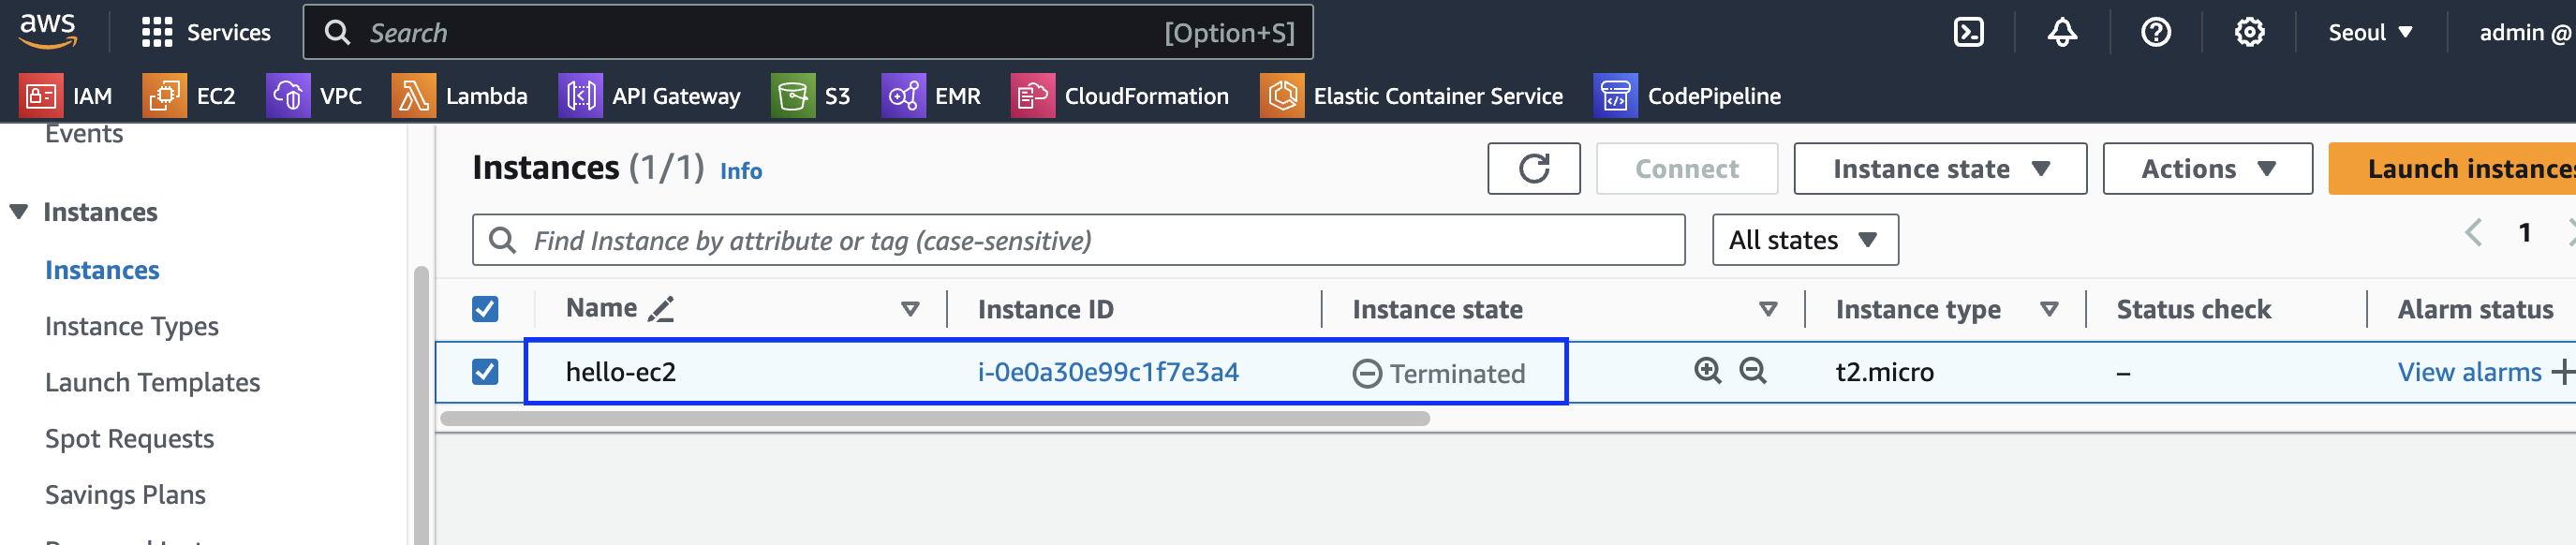 aws
Services
Search
[Option+S]
Seoul
admin @
IAM
EC2
VPC
Lambda
API Gateway
S3
EMR
CloudFormation
Elastic Container Service
CodePipeline
Events
Instances
Instances
Instance Types
Launch Templates
Spot Requests
Savings Plans
Instances (1/1) Info
Connect
Instance state
Actions
Launch instances
Find Instance by attribute or tag (case-sensitive)
All states
1
Name
Instance ID
Instance state
Instance type
Status check
Alarm status
hello-ec2
i-0e0a30e99c1f7e3a4
Terminated
t2.micro
–
View alarms